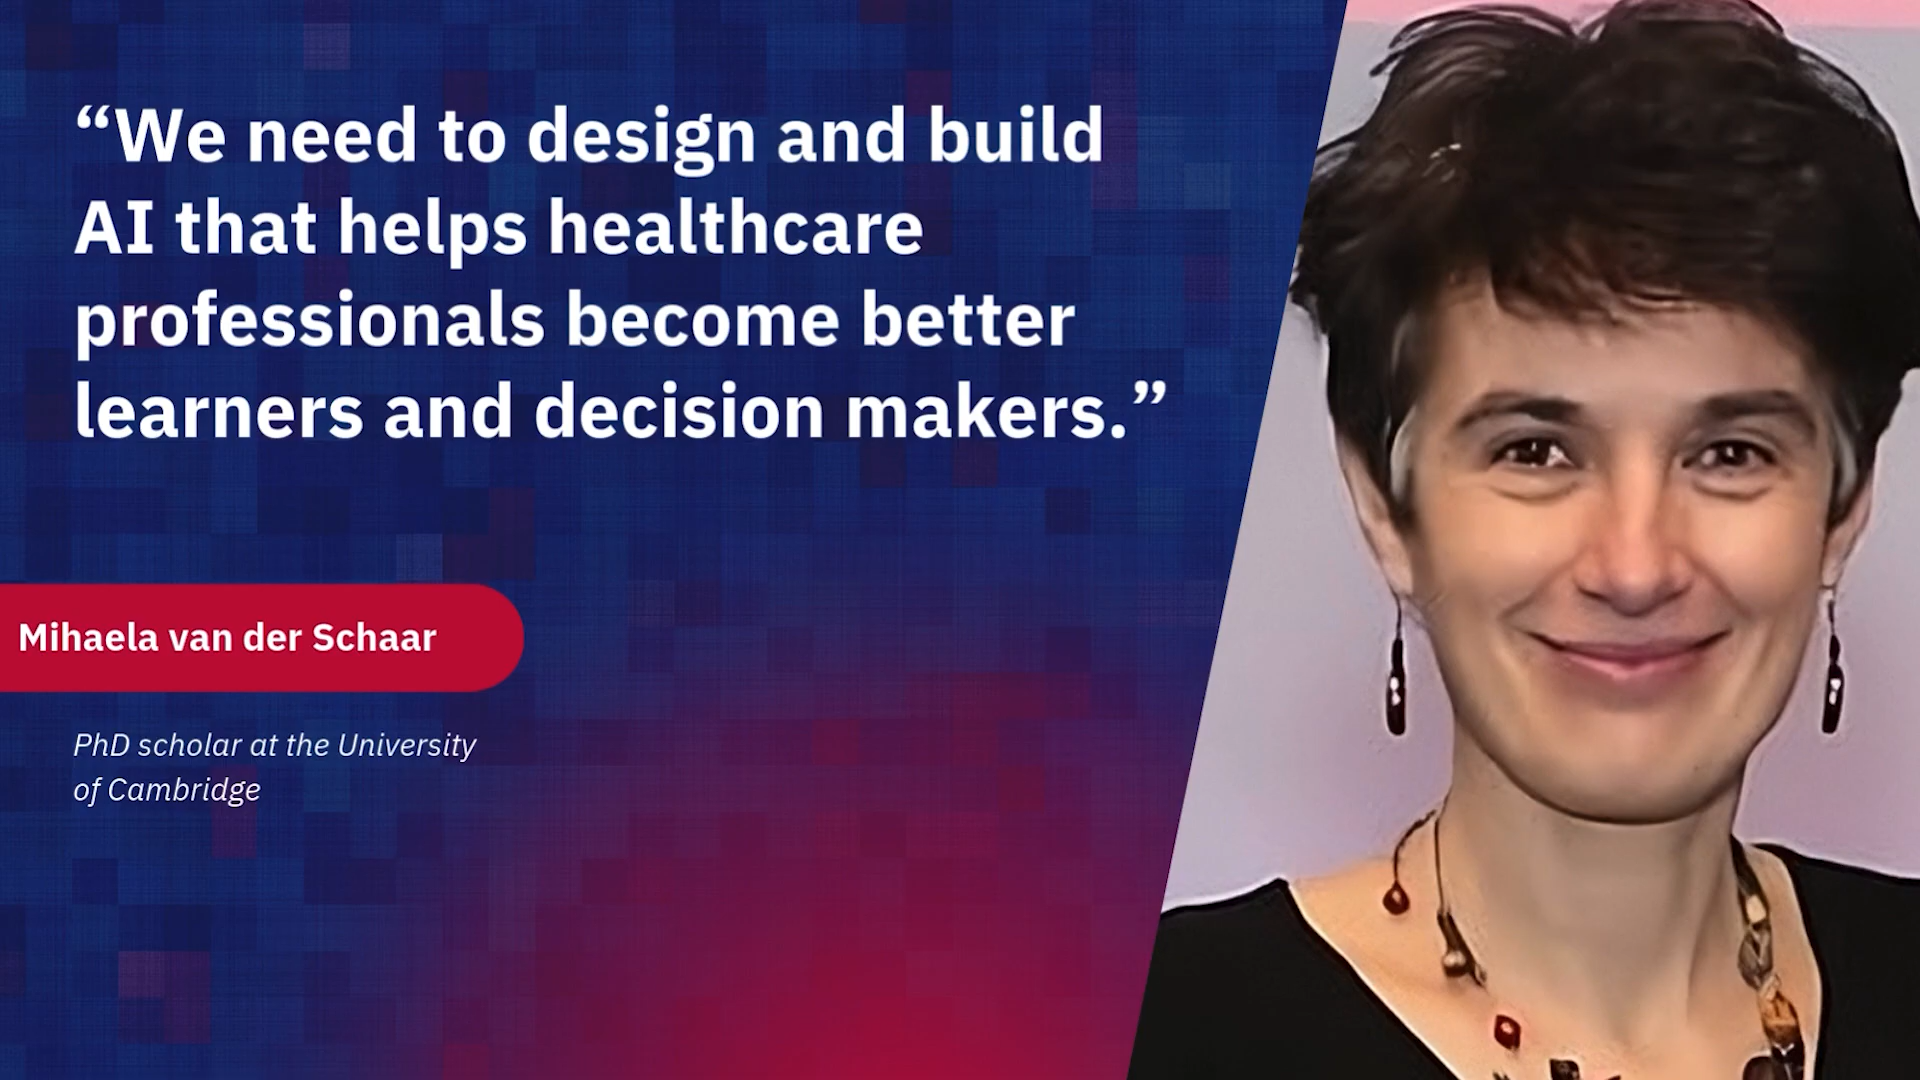 “We need to design and build
AI that helps healthcare
professionals become better
learners and decision makers.”
Mihaela van der Schaar
PhD scholar at the University
of Cambridge